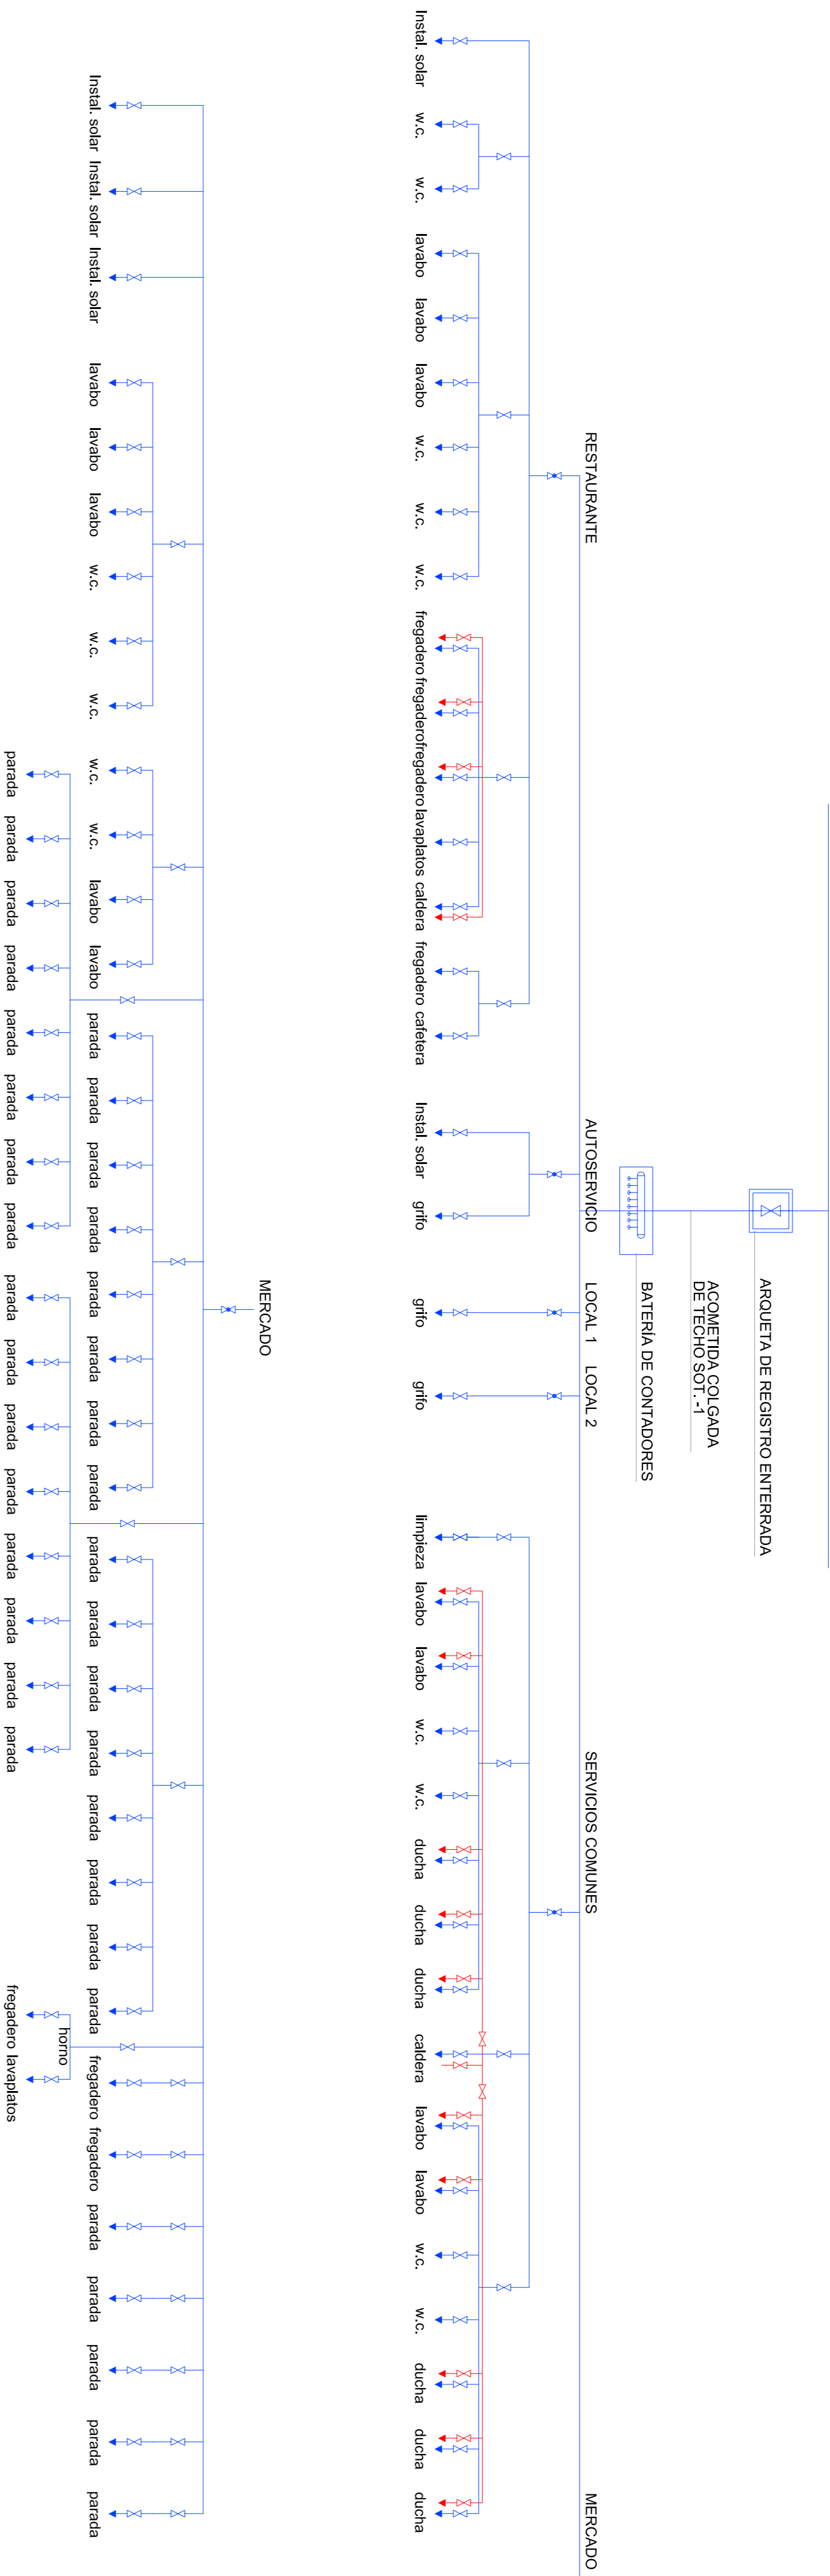 ARQUETA DE REGISTRO ENTERRADA
ACOMETIDA COLGADA
DE TECHO SOT. -1
BATERÍA DE CONTADORES
RESTAURANTE AUTOSERVICIO LOCAL 1 LOCAL 2 SERVICIOS COMUNES MERCADO
Instal. solar w.c. w.c. lavabo lavabo lavabo w.c. w.c. w.c. fregadero fregadero fregadero lavaplatos caldera fregadero cafetera Instal. solar grifo grifo grifo limpieza lavabo lavabo w.c. w.c. ducha ducha ducha caldera lavabo lavabo w.c. w.c. ducha ducha ducha
MERCADO
Instal. solar Instal. solar Instal. solar lavabo lavabo lavabo w.c. w.c. w.c. w.c. w.c. lavabo lavabo parada parada parada parada parada parada parada parada parada parada parada parada parada parada parada parada fregadero fregadero parada parada parada parada parada
horno
parada parada parada parada parada parada parada parada parada parada parada parada parada parada parada parada fregadero lavaplatos